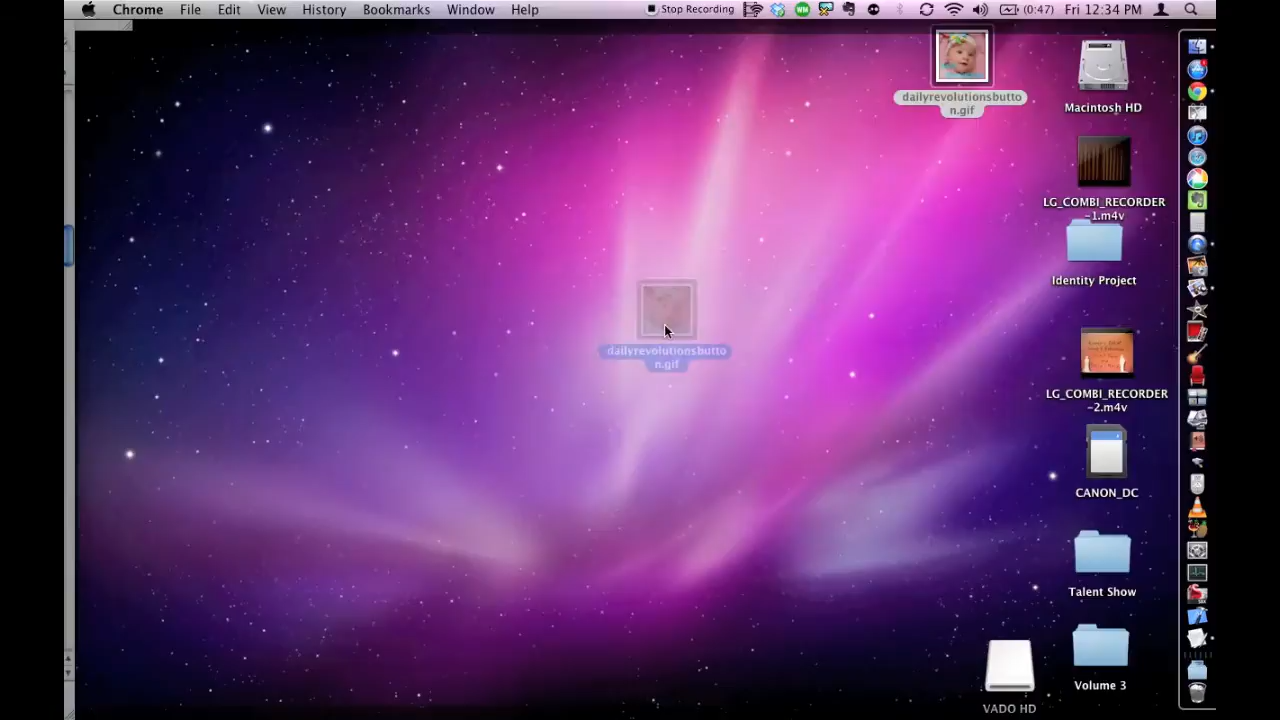 Chrome File Edit View History Bookmarks Window Help Stop Recording WM (0:47) Fri 12:34 PM
dailyrevolutionsbutto
n.gif
Macintosh HD
LG_COMBI_RECORDER
-1.m4v
Identity Project
dailyrevolutionsbutto
n.gif
LG_COMBI_RECORDER
-2.m4v
CANON_DC
Talent Show
Volume 3
VADO HD